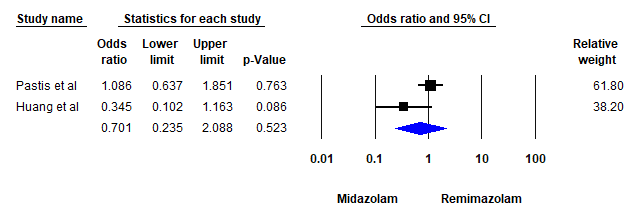 Study name Statistics for each study Odds ratio and 95% CI
Odds Lower Upper Relative
ratio limit limit p-Value weight
Pastis et al 1.086 0.637 1.851 0.763 61.80
Huang et al 0.345 0.102 1.163 0.086 38.20
0.701 0.235 2.088 0.523
0.01 0.1 1 10 100
Midazolam Remimazolam